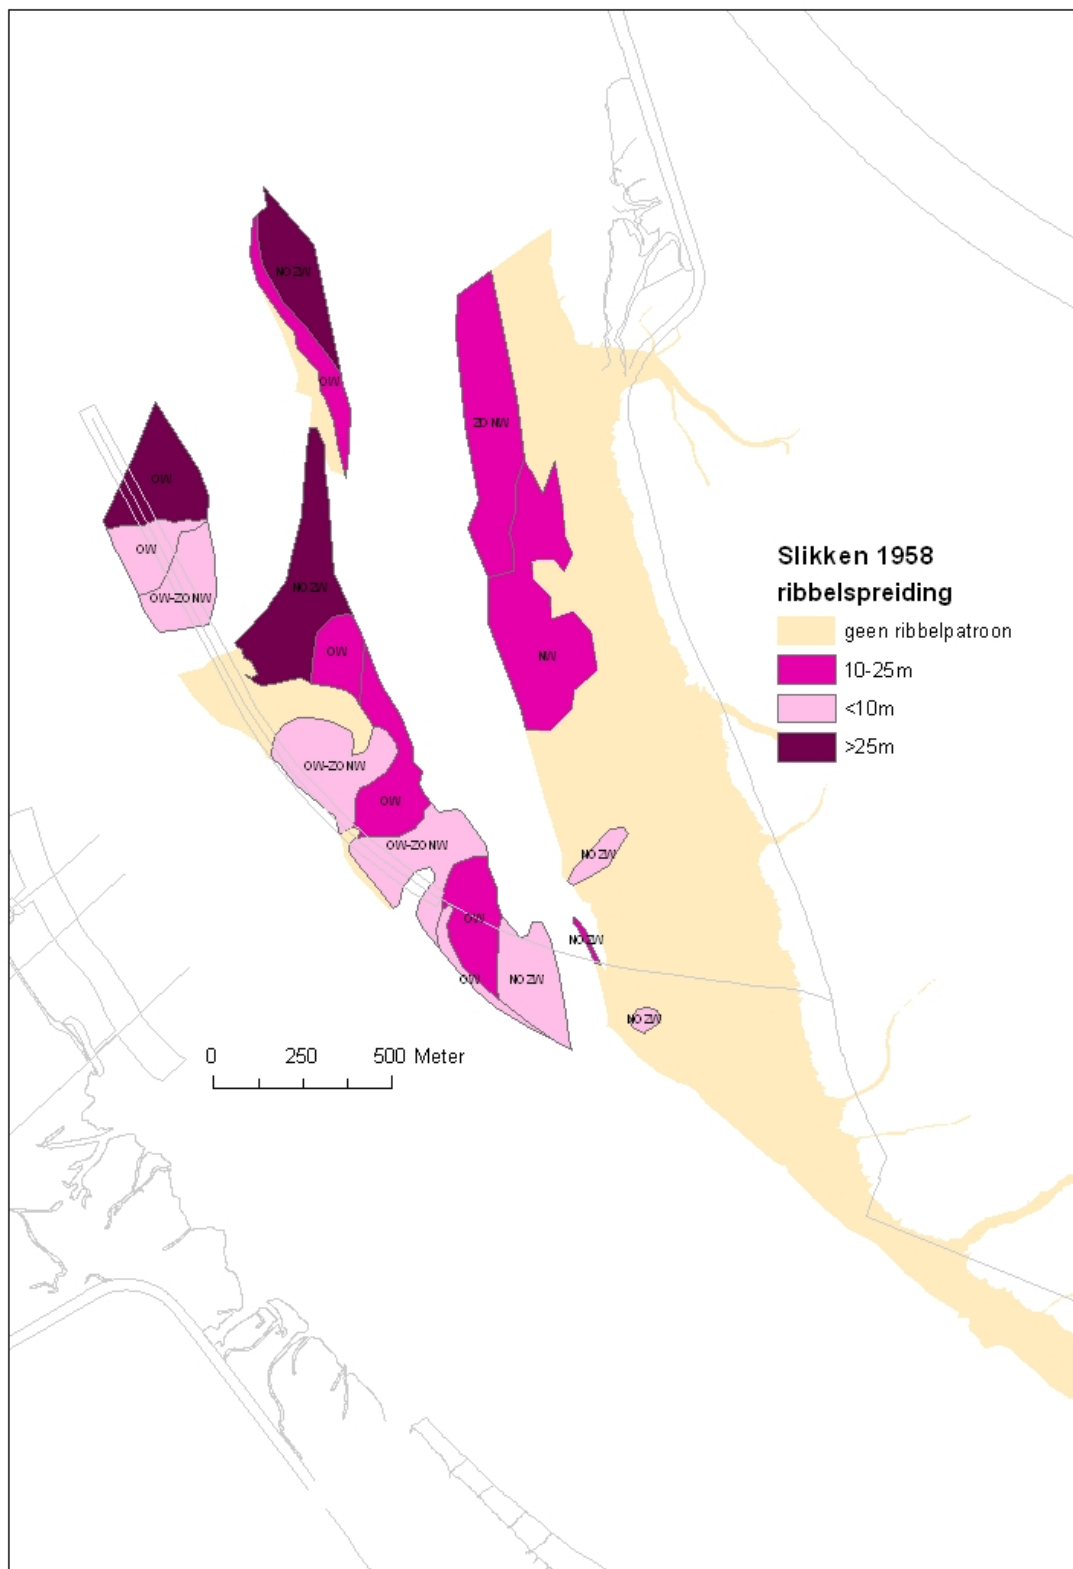 NO ZW
OW
ZO NW
OW
OW
OW-ZO NW
NO ZW
OW
NW
OW-ZO NW
OW
OW-ZO NW
NO ZW
OW
NO ZW
OW
NO ZW
NO ZW
Slikken 1958
ribbelspreiding
geen ribbelpatroon
10-25m
<10m
>25m
0 250 500 Meter